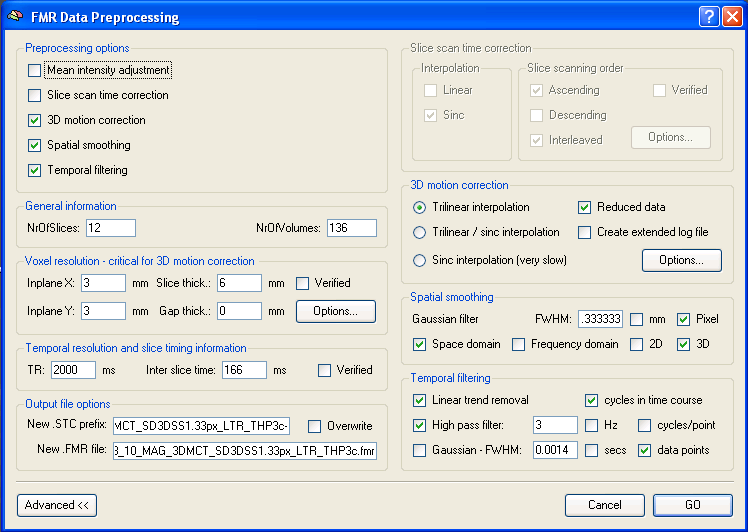 FMR Data Preprocessing
Preprocessing options
Mean intensity adjustment
Slice scan time correction
3D motion correction
Spatial smoothing
Temporal filtering
General information
NrOfSlices: 12 NrOfVolumes: 136
Voxel resolution - critical for 3D motion correction
Inplane X: 3 mm Slice thick.: 6 mm Verified
Inplane Y: 3 mm Gap thick.: 0 mm Options...
Temporal resolution and slice timing information
TR: 2000 ms Inter slice time: 166 ms Verified
Output file options
New .STC prefix: MCT_SD3DSS1.33px_LTR_THP3c- Overwrite
New .FMR file: 3_10_MAG_3DMCT_SD3DSS1.33px_LTR_THP3c.fmr
Advanced <<
Slice scan time correction
Interpolation
Linear
Sinc
Slice scanning order
Ascending Verified
Descending
Interleaved Options...
3D motion correction
Trilinear interpolation Reduced data
Trilinear / sinc interpolation Create extended log file
Sinc interpolation (very slow) Options...
Spatial smoothing
Gaussian filter FWHM: .333333 mm Pixel
Space domain Frequency domain 2D 3D
Temporal filtering
Linear trend removal cycles in time course
High pass filter: 3 Hz cycles/point
Gaussian - FWHM: 0.0014 secs data points
Cancel GO